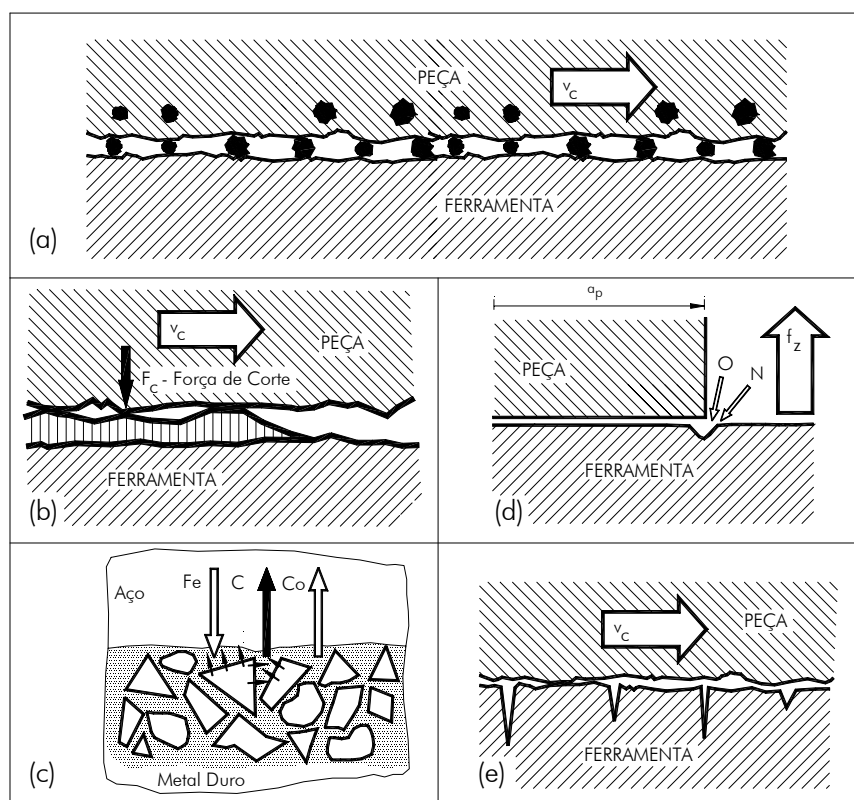 PEÇA
v_c
FERRAMENTA
(a)
v_c
PEÇA
F_c - Força de Corte
FERRAMENTA
(b)
a_p
PEÇA
O
N
f_z
FERRAMENTA
(d)
Aço
Fe C Co
Metal Duro
(c)
v_c
PEÇA
FERRAMENTA
(e)